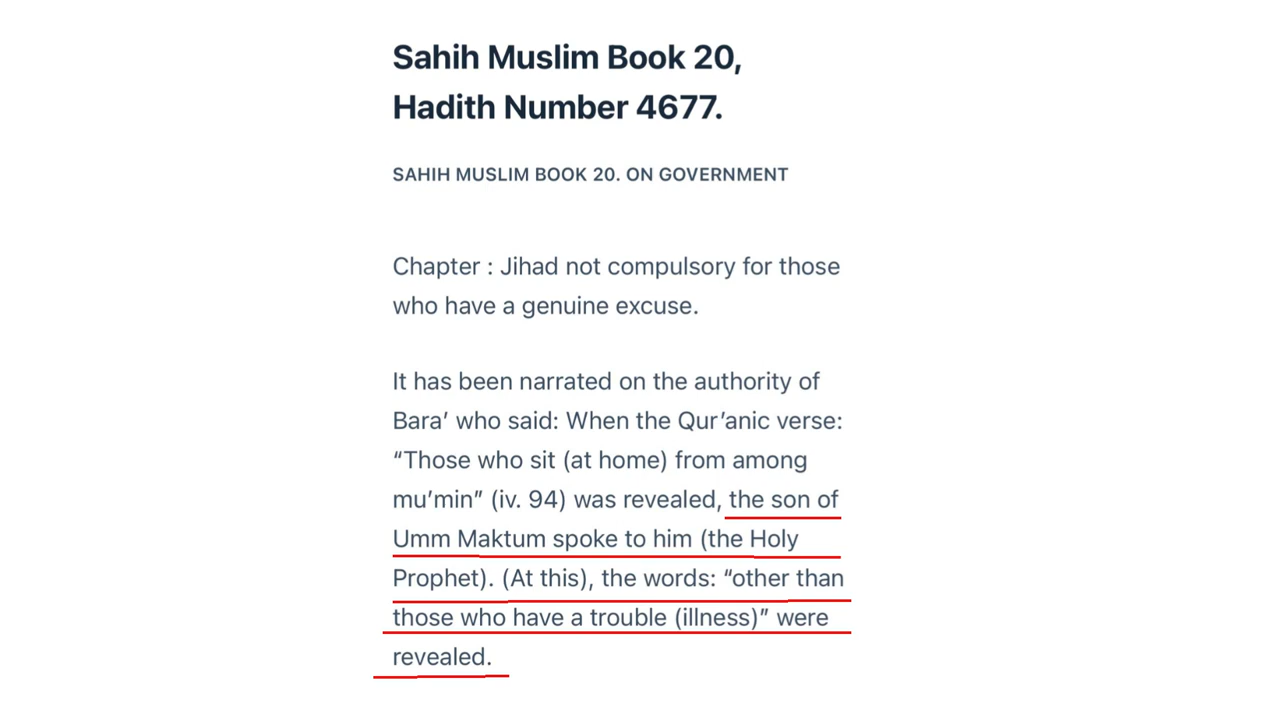 Sahih Muslim Book 20,
Hadith Number 4677.
SAHIH MUSLIM BOOK 20. ON GOVERNMENT
Chapter : Jihad not compulsory for those
who have a genuine excuse.
It has been narrated on the authority of
Bara’ who said: When the Qur’anic verse:
“Those who sit (at home) from among
mu’min” (iv. 94) was revealed, the son of
Umm Maktum spoke to him (the Holy
Prophet). (At this), the words: “other than
those who have a trouble (illness)” were
revealed.